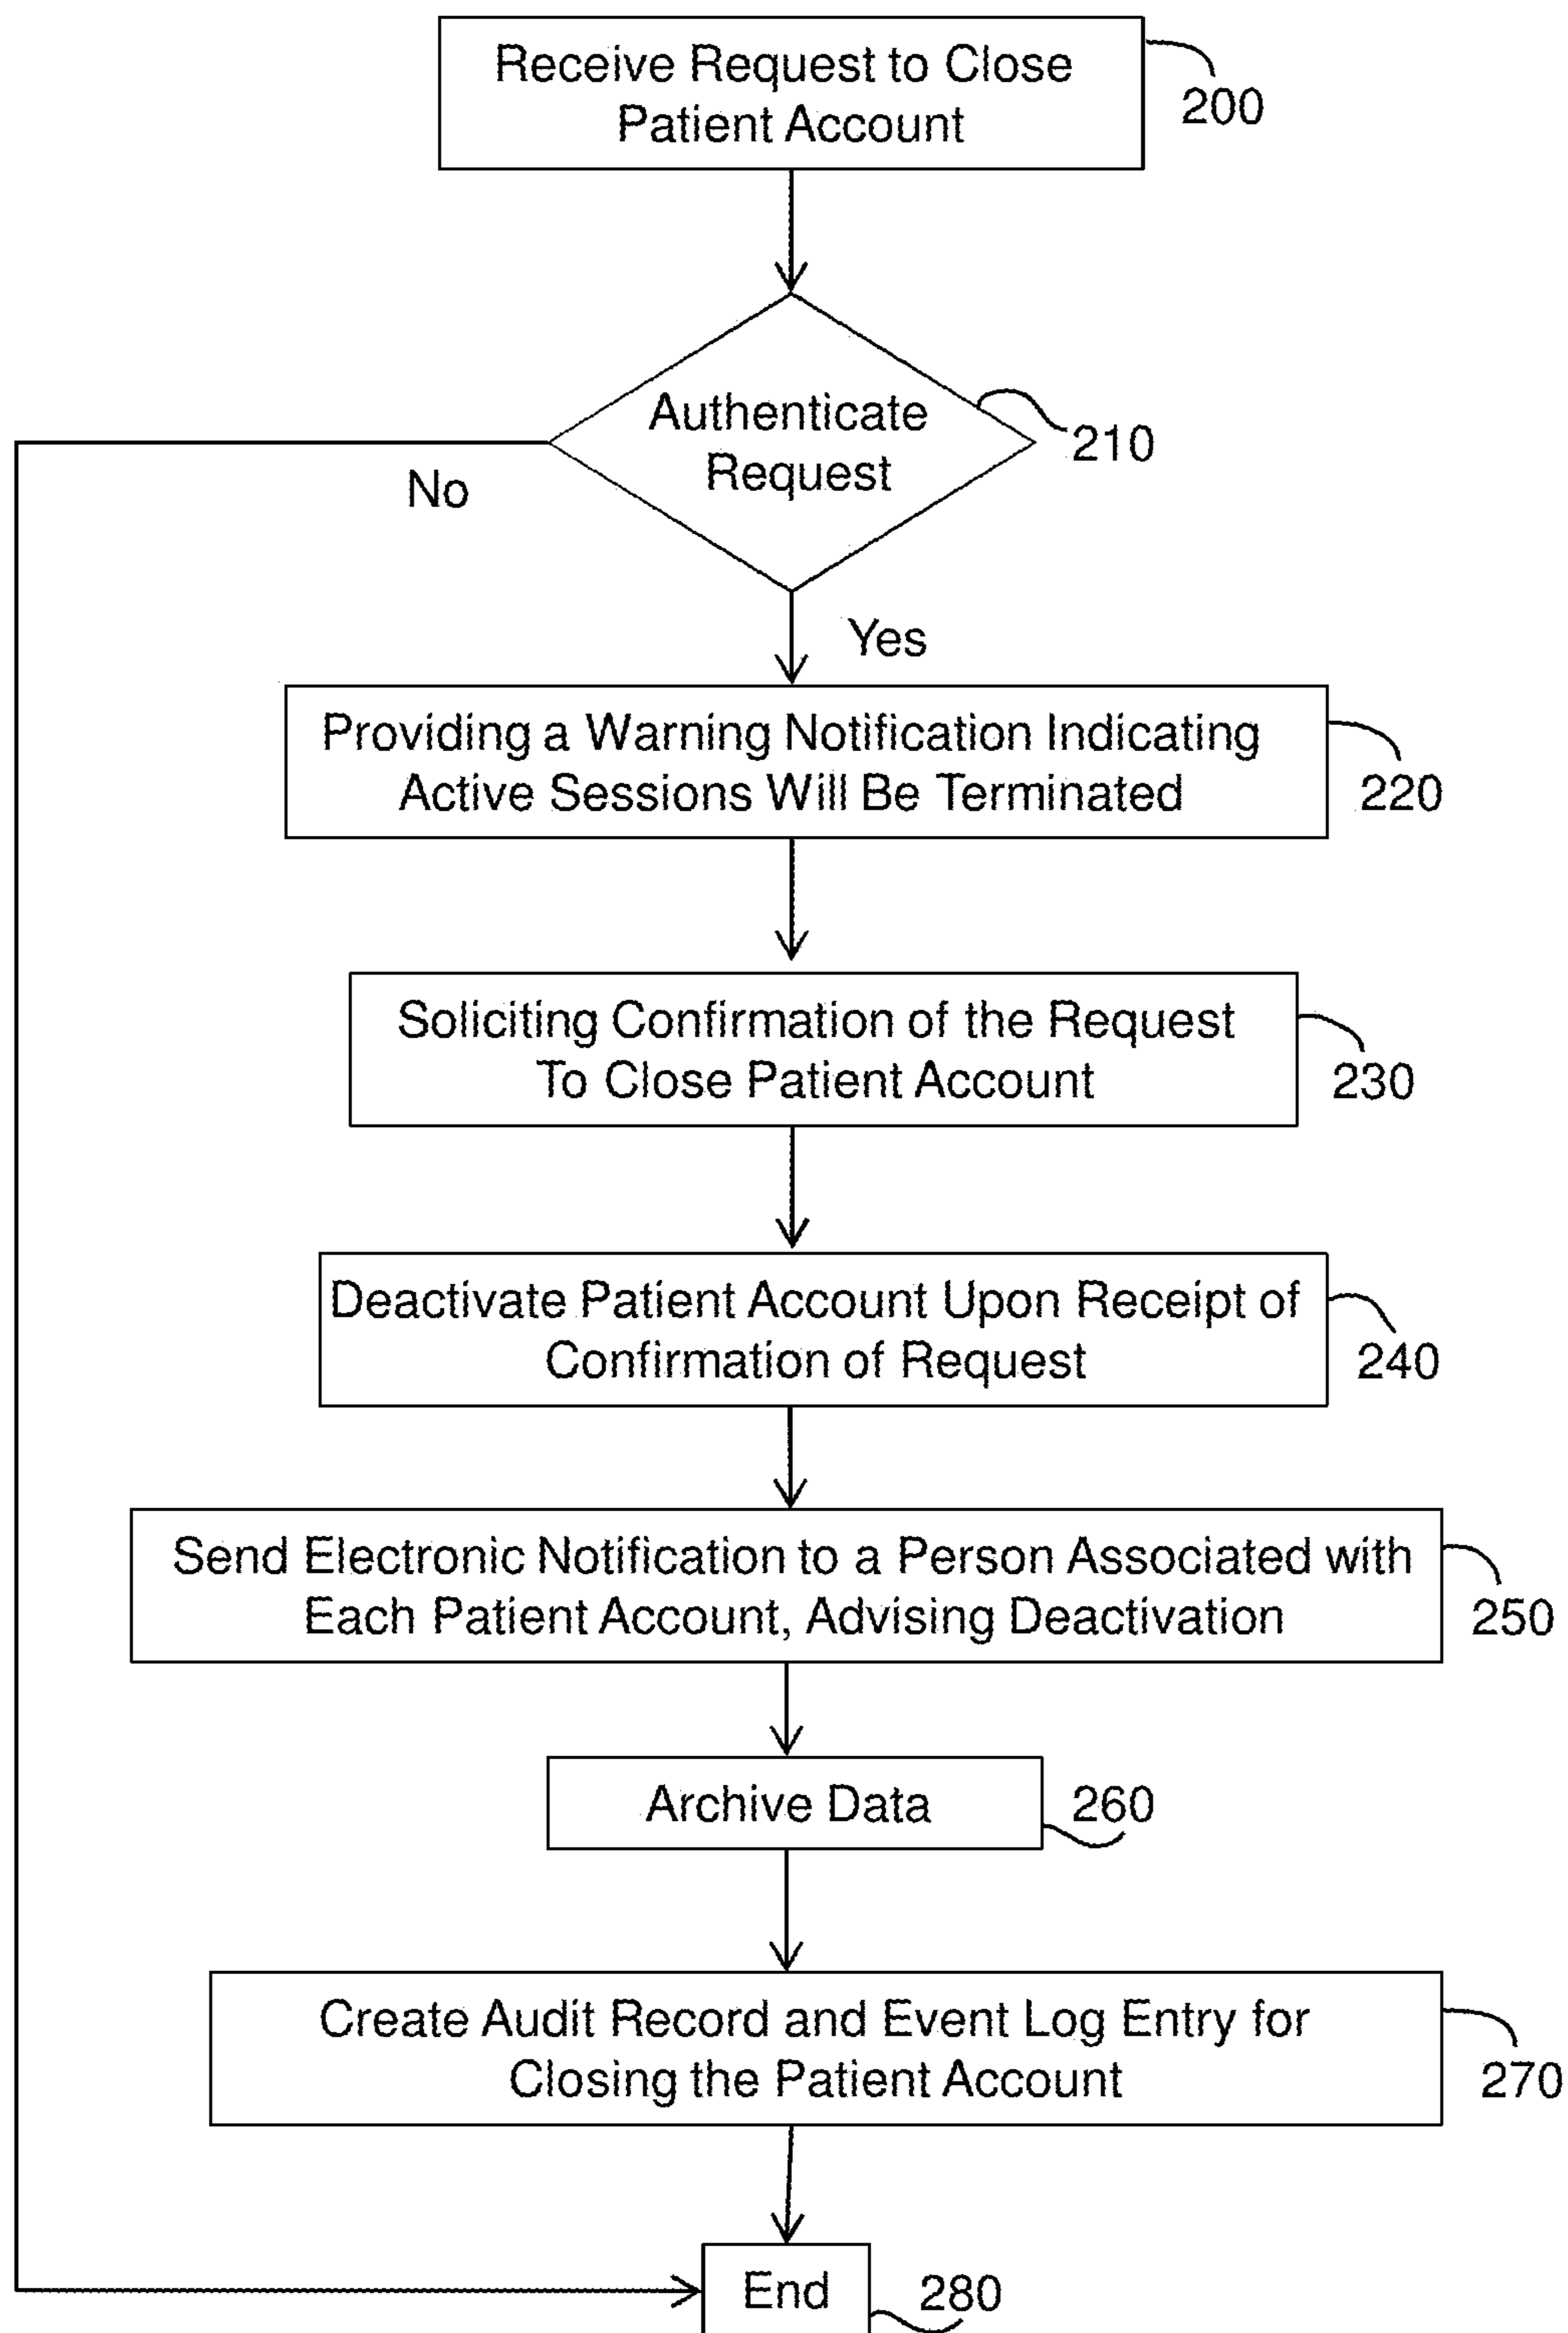 Receive Request to Close
Patient Account
200
Authenticate
Request
210
No
Yes
Providing a Warning Notification Indicating
Active Sessions Will Be Terminated
220
Soliciting Confirmation of the Request
To Close Patient Account
230
Deactivate Patient Account Upon Receipt of
Confirmation of Request
240
Send Electronic Notification to a Person Associated with
Each Patient Account, Advising Deactivation
250
Archive Data
260
Create Audit Record and Event Log Entry for
Closing the Patient Account
270
End
280